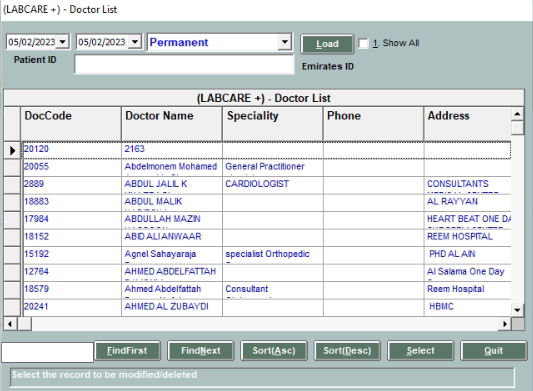 (LABCARE +) - Doctor List
05/02/2023 05/02/2023 Permanent Load 1. Show All
Patient ID Emirates ID
(LABCARE +) - Doctor List
DocCode Doctor Name Speciality Phone Address
20120 2163
20055 Abdelmonem Mohamed General Practitioner
2889 ABDUL JALIL K CARDIOLOGIST CONSULTANTS
18883 ABDUL MALIK AL RAYYAN
17984 ABDULLAH MAZIN HEART BEAT ONE DA
18152 ABID ALI ANWAAR REEM HOSPITAL
15192 Agnel Sahayaraja specialist Orthopedic PHD AL AIN
12764 AHMED ABDELFATTAH Al Salama One Day
18579 Ahmed Abdelfattah Consultant Reem Hospital
20241 AHMED AL ZUBAYDI HBMC
FindFirst FindNext Sort(Asc) Sort(Desc) Select Quit
Select the record to be modified/deleted